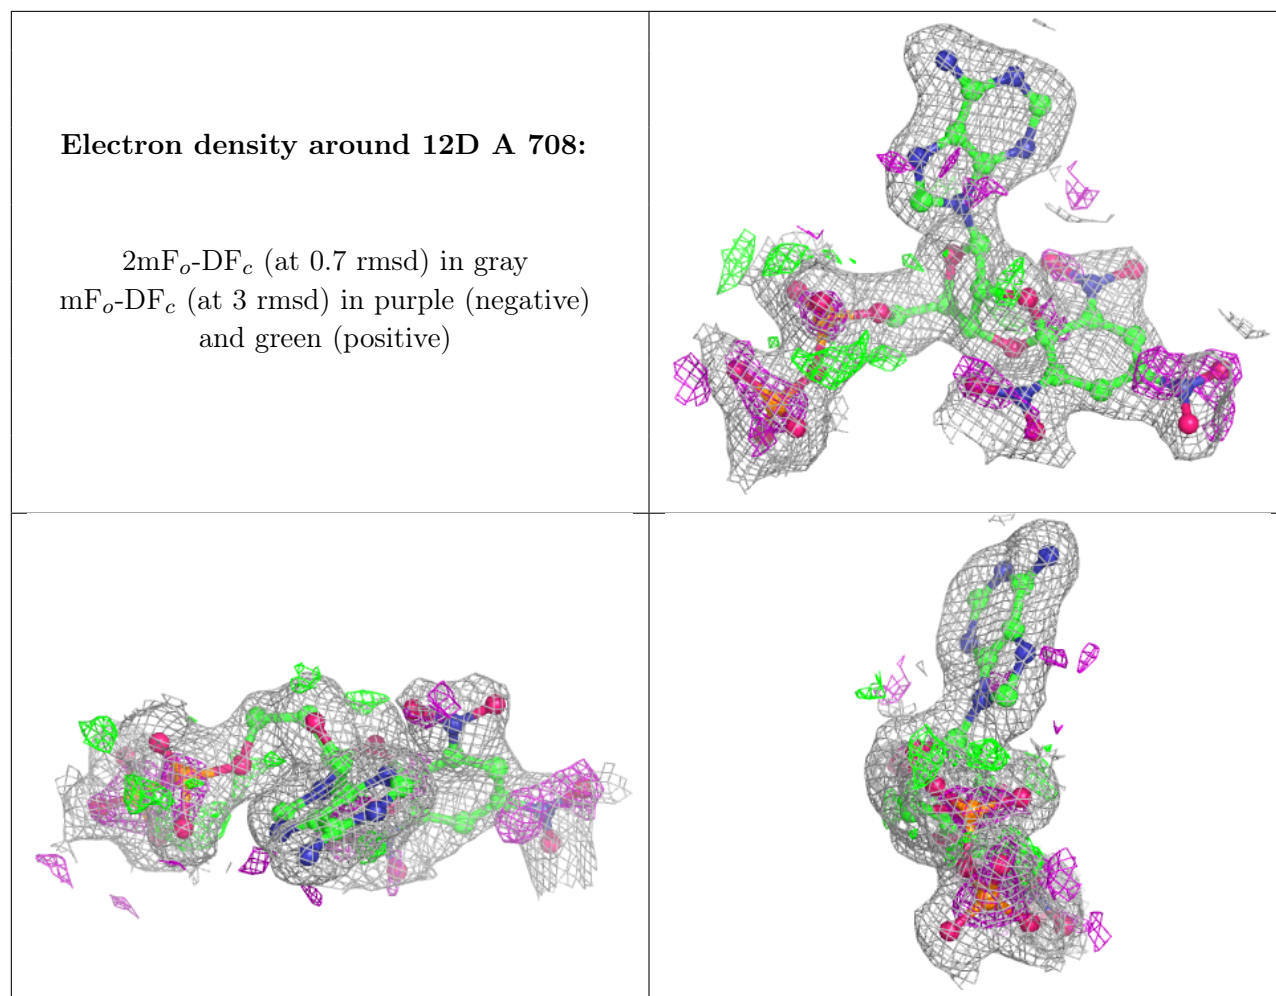 Electron density around 12D A 708:
2mFo-DFc (at 0.7 rmsd) in gray
mFo-DFc (at 3 rmsd) in purple (negative)
and green (positive)